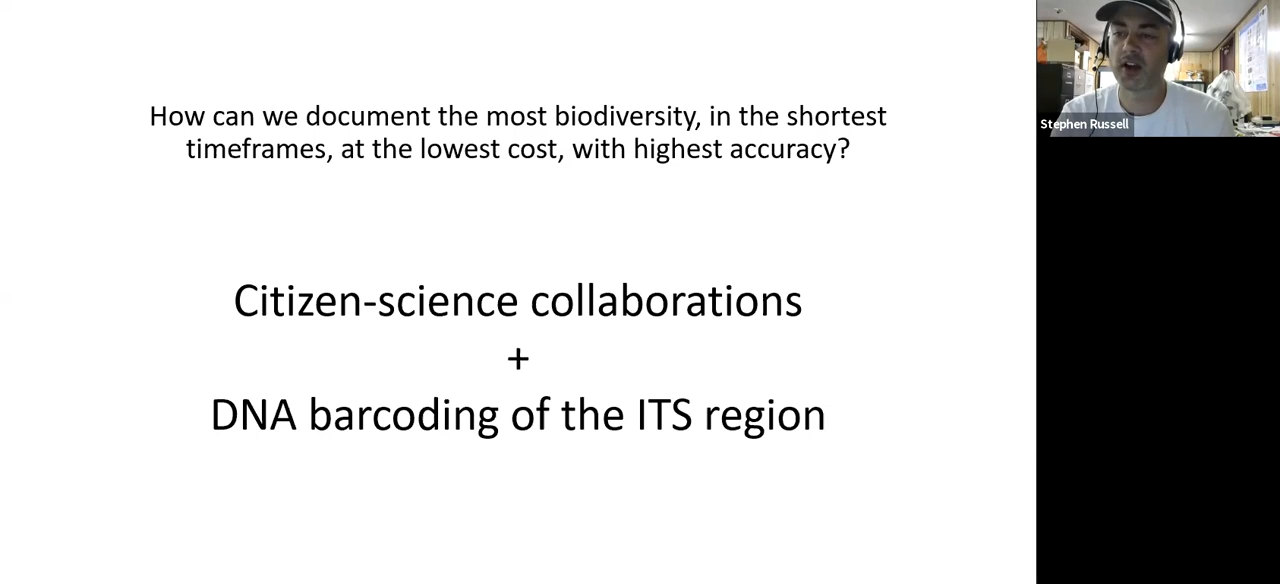 How can we document the most biodiversity, in the shortest
timeframes, at the lowest cost, with highest accuracy?
Citizen-science collaborations
+
DNA barcoding of the ITS region
Stephen Russell